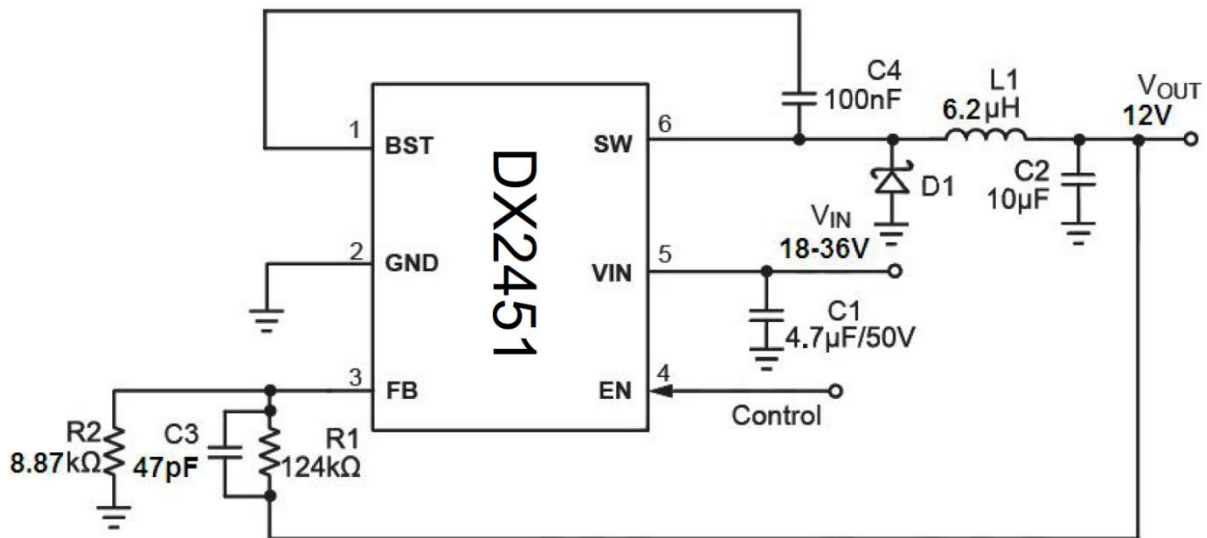 C4
100nF
L1
6.2µH
VOUT
12V
1
BST
SW
6
DX2451
C2
10µF
D1
VIN
18-36V
2
GND
VIN
5
C1
4.7µF/50V
3
FB
EN
4
Control
R2
8.87kΩ
C3
47pF
R1
124kΩ